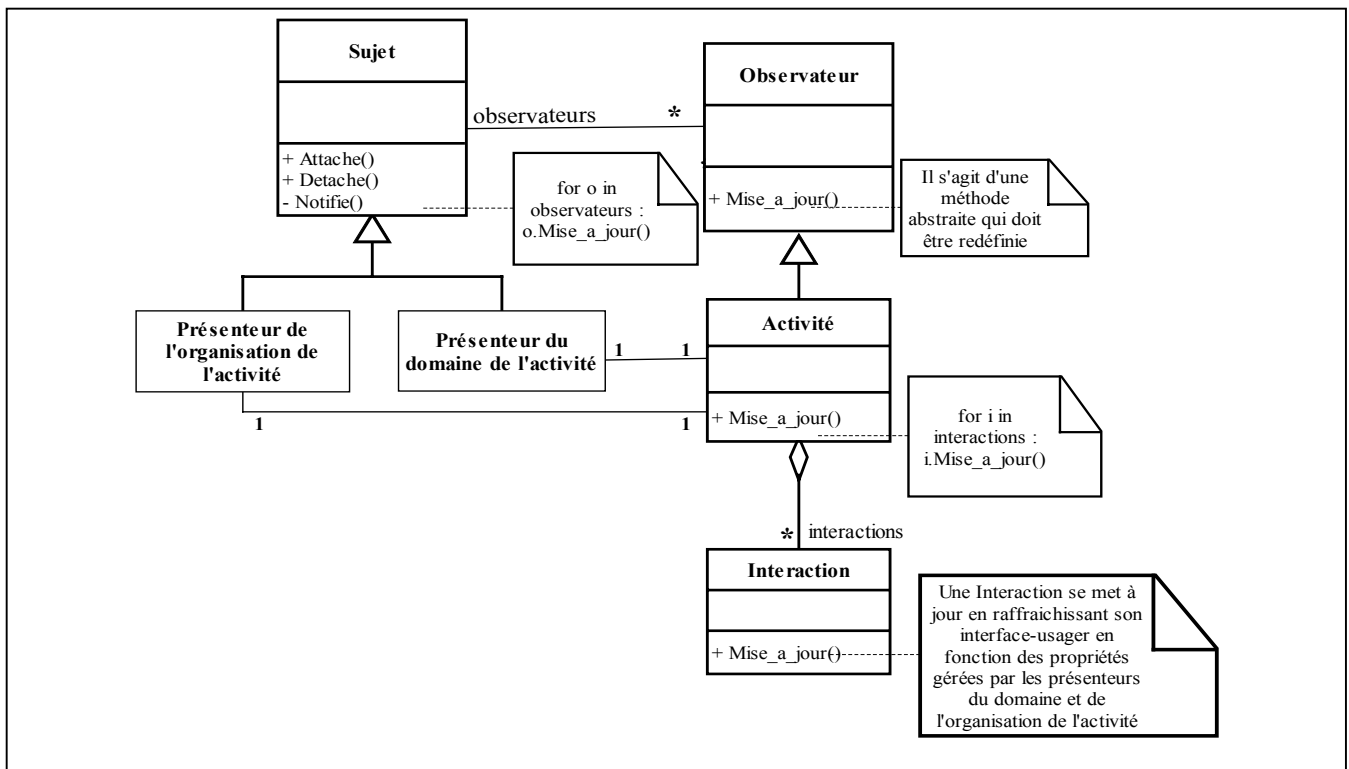 Sujet
Observateur
observateurs
*
+ Attache()
+ Detache()
- Notifie()
for o in
observateurs :
o.Mise_a_jour()
+ Mise_a_jour()
Il s'agit d'une
méthode
abstraite qui doit
être redéfinie
Présenteur de
l'organisation de
l'activité
Présenteur du
domaine de l'activité
1
1
Activité
+ Mise_a_jour()
1
1
for i in
interactions :
i.Mise_a_jour()
*
interactions
Interaction
+ Mise_a_jour()
Une Interaction se met à
jour en raffraichissant son
interface-usager en
fonction des propriétés
gérées par les présenteurs
du domaine et de
l'organisation de l'activité